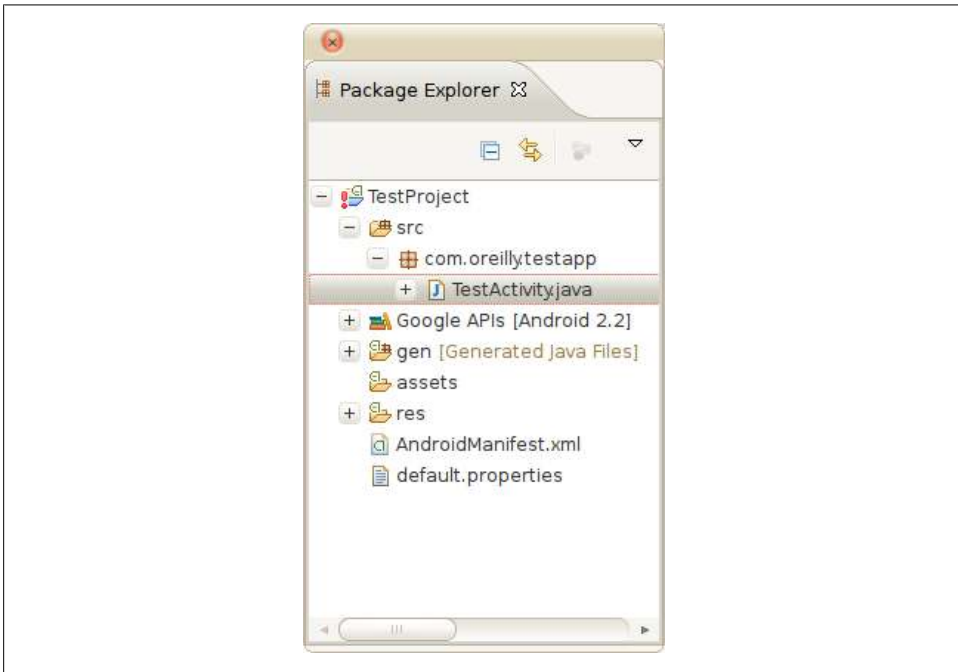 Package Explorer
TestProject
src
com.oreilly.testapp
TestActivity.java
Google APIs [Android 2.2]
gen [Generated Java Files]
assets
res
AndroidManifest.xml
default.properties